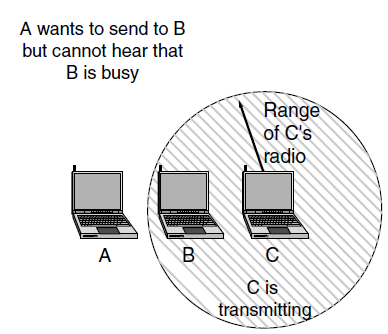 A wants to send to B
but cannot hear that
B is busy
Range
of C's
radio
A
B
C
C is
transmitting